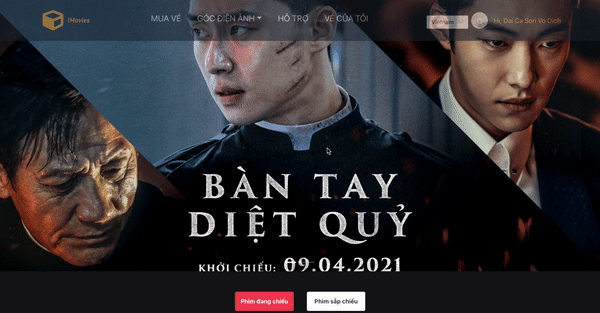 iMovies
MUA VÉ
GÓC ĐIỆN ẢNH
HỖ TRỢ
VÉ CỦA TÔI
Vietnam
Hi, Dai Ca Son Vo Dich
BÀN TAY
DIỆT QUỶ
KHỞI CHIẾU: 09.04.2021
Phim đang chiếu
Phim sắp chiếu